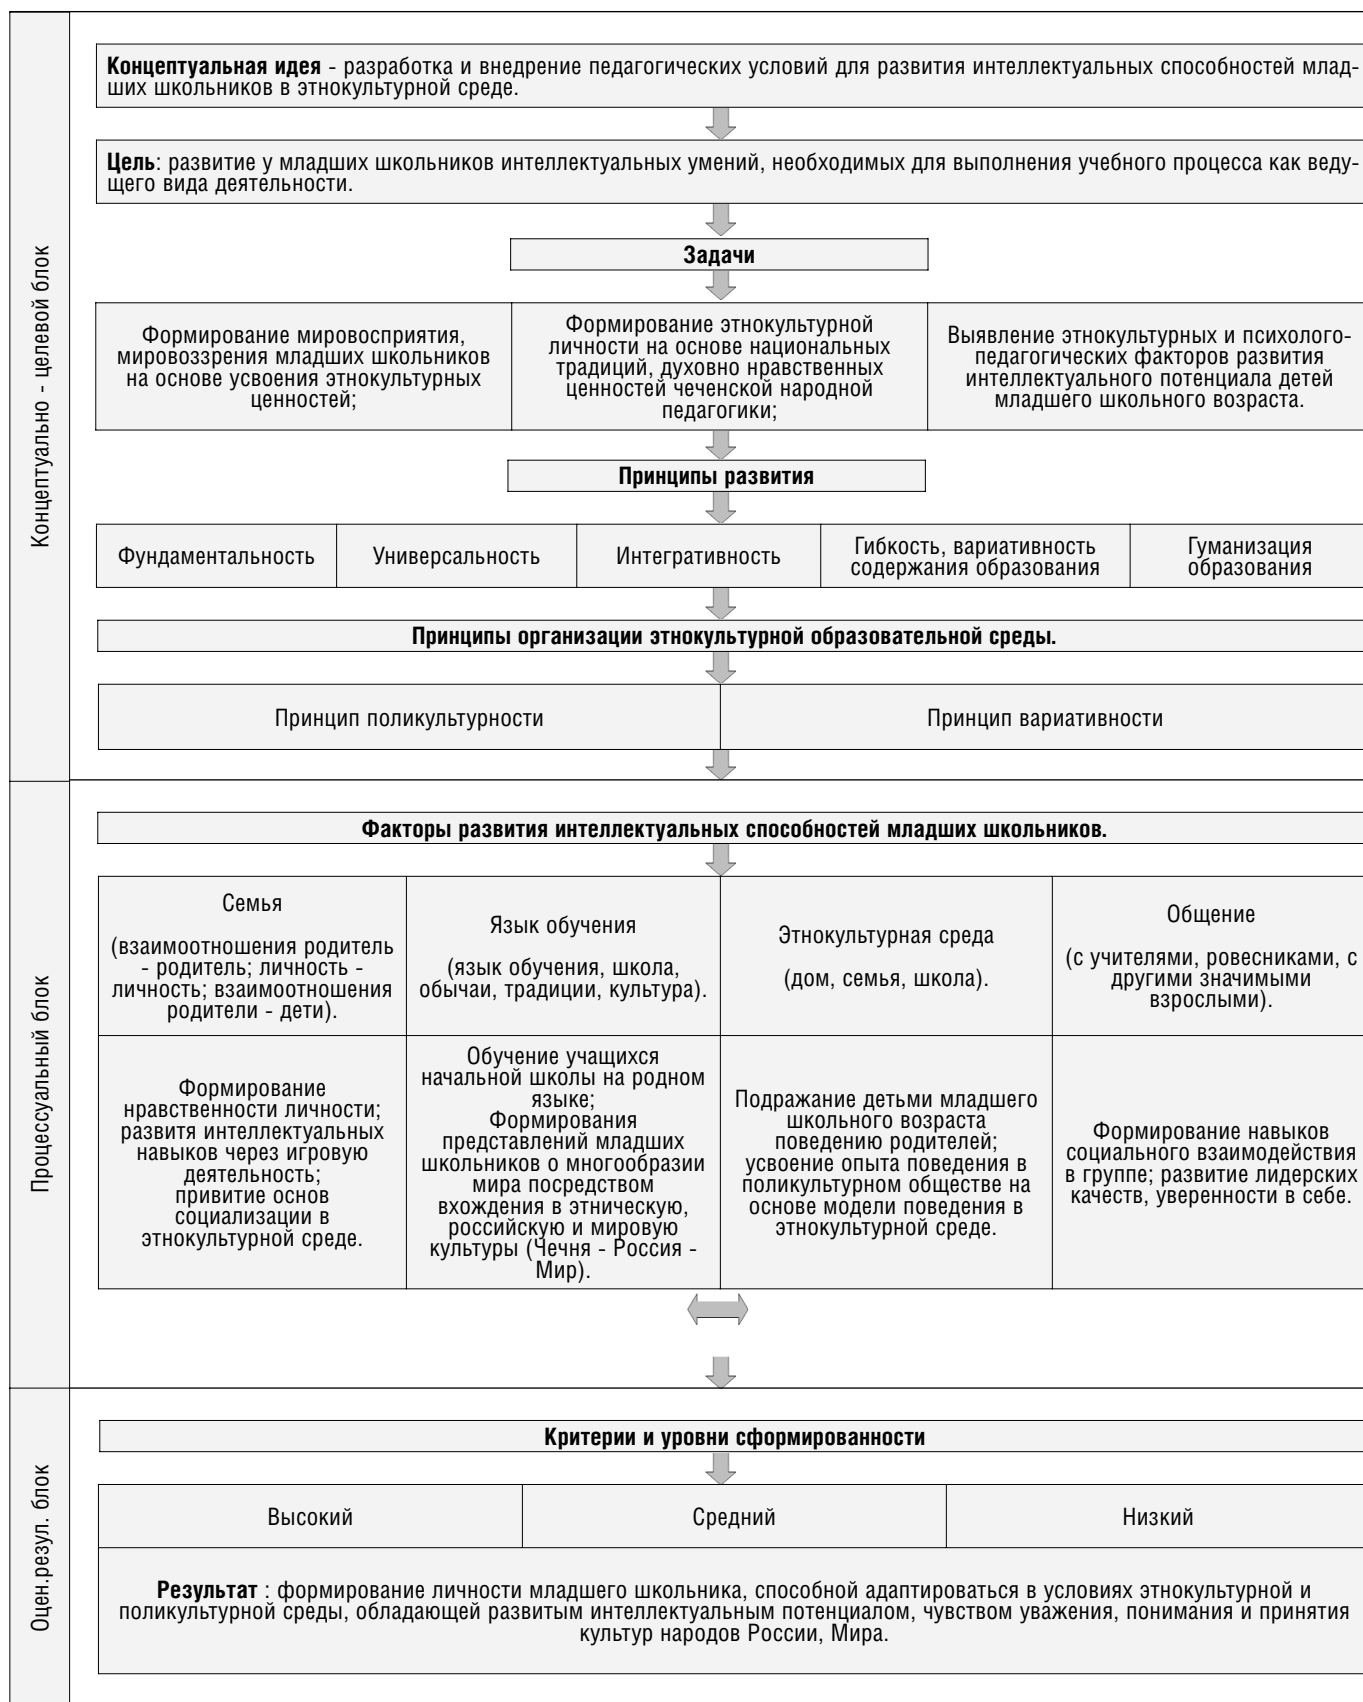 Концептуально - целевой блок
Концептуальная идея - разработка и внедрение педагогических условий для развития интеллектуальных способностей млад-
ших школьников в этнокультурной среде.
Цель: развитие у младших школьников интеллектуальных умений, необходимых для выполнения учебного процесса как веду-
щего вида деятельности.
Задачи
Формирование мировосприятия,
мировоззрения младших школьников
на основе усвоения этнокультурных
ценностей;
Формирование этнокультурной
личности на основе национальных
традиций, духовно нравственных
ценностей чеченской народной
педагогики;
Выявление этнокультурных и психолого-
педагогических факторов развития
интеллектуального потенциала детей
младшего школьного возраста.
Принципы развития
Фундаментальность
Универсальность
Интегративность
Гибкость, вариативность
содержания образования
Гуманизация
образования
Принципы организации этнокультурной образовательной среды.
Принцип поликультурности
Принцип вариативности
Процессуальный блок
Факторы развития интеллектуальных способностей младших школьников.
Семья
(взаимоотношения родитель
- родитель; личность -
личность; взаимоотношения
родители - дети).
Язык обучения
(язык обучения, школа,
обычаи, традиции, культура).
Этнокультурная среда
(дом, семья, школа).
Общение
(с учителями, ровесниками, с
другими значимыми
взрослыми).
Формирование
нравственности личности;
развитя интеллектуальных
навыков через игровую
деятельность;
привитие основ
социализации в
этнокультурной среде.
Обучение учащихся
начальной школы на родном
языке;
Формирования
представлений младших
школьников о многообразии
мира посредством
вхождения в этническую,
российскую и мировую
культуры (Чечня - Россия -
Мир).
Подражание детьми младшего
школьного возраста
поведению родителей;
усвоение опыта поведения в
поликультурном обществе на
основе модели поведения в
этнокультурной среде.
Формирование навыков
социального взаимодействия
в группе; развитие лидерских
качеств, уверенности в себе.
Оцен.резул. блок
Критерии и уровни сформированности
Высокий
Средний
Низкий
Результат : формирование личности младшего школьника, способной адаптироваться в условиях этнокультурной и
поликультурной среды, обладающей развитым интеллектуальным потенциалом, чувством уважения, понимания и принятия
культур народов России, Мира.